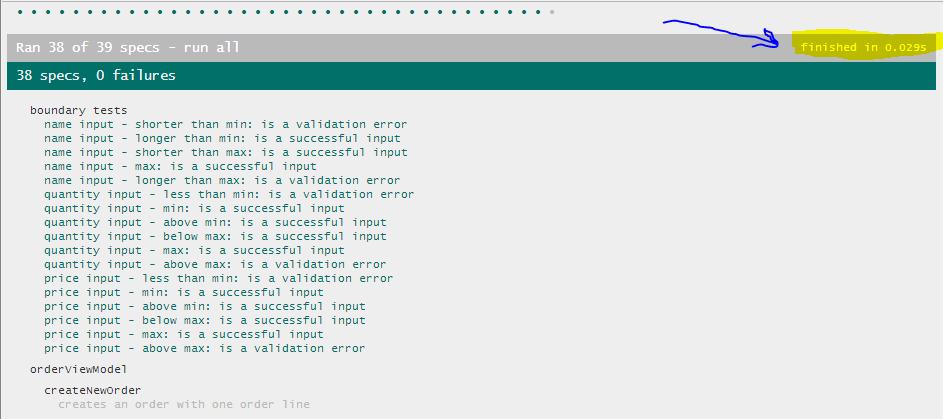 Ran 38 of 39 specs - run all
finished in 0.029s
38 specs, 0 failures
boundary tests
name input - shorter than min: is a validation error
name input - longer than min: is a successful input
name input - shorter than max: is a successful input
name input - max: is a successful input
name input - longer than max: is a validation error
quantity input - less than min: is a validation error
quantity input - min: is a successful input
quantity input - above min: is a successful input
quantity input - below max: is a successful input
quantity input - max: is a successful input
quantity input - above max: is a validation error
price input - less than min: is a validation error
price input - min: is a successful input
price input - above min: is a successful input
price input - below max: is a successful input
price input - max: is a successful input
price input - above max: is a validation error
orderViewModel
createNewOrder
creates an order with one order line